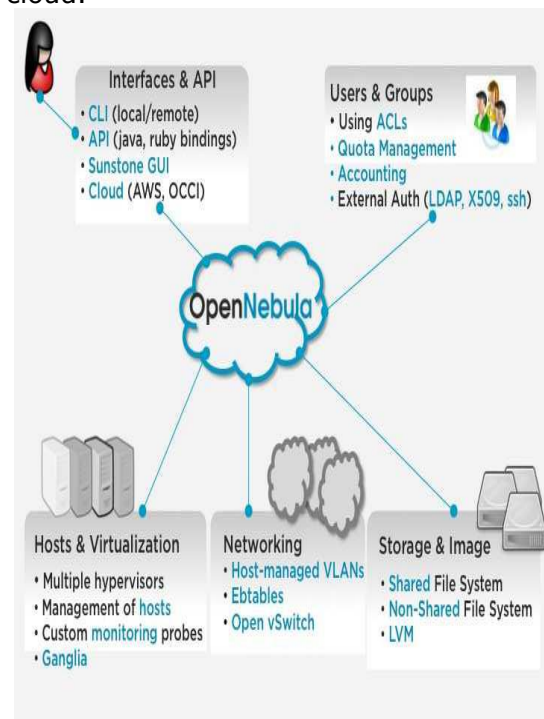 cloud:
Interfaces & API
• CLI (local/remote)
• API (java, ruby bindings)
• Sunstone GUI
• Cloud (AWS, OCCI)
Users & Groups
• Using ACLs
• Quota Management
• Accounting
• External Auth (LDAP, X509, ssh)
OpenNebula
Hosts & Virtualization
• Multiple hypervisors
• Management of hosts
• Custom monitoring probes
• Ganglia
Networking
• Host-managed VLANs
• Ebtables
• Open vSwitch
Storage & Image
• Shared File System
• Non-Shared File System
• LVM